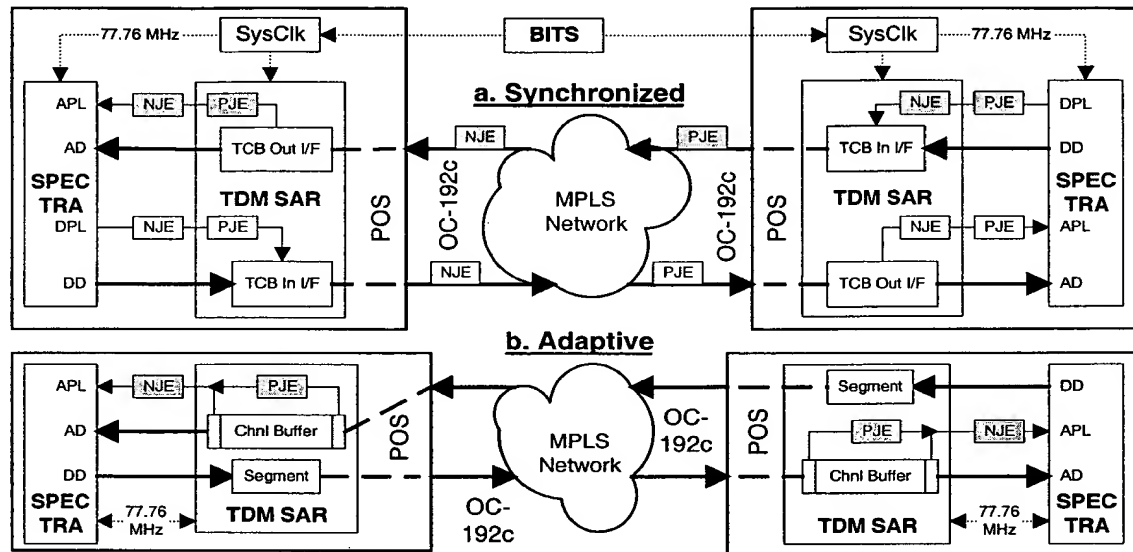 77.76 MHz
SysClk
BITS
SysClk
77.76 MHz
a. Synchronized
APL
NJE
PJE
NJE
PJE
NJE
PJE
DPL
AD
TCB Out I/F
TCB In I/F
DD
SPEC
TRA
TDM SAR
POS
OC-192c
MPLS
Network
OC-192c
POS
TDM SAR
SPEC
TRA
DPL
NJE
PJE
NJE
PJE
APL
DD
TCB In I/F
NJE
PJE
TCB Out I/F
AD
b. Adaptive
APL
NJE
PJE
Segment
DD
AD
Chnl Buffer
POS
MPLS
Network
OC-
192c
POS
PJE
NJE
APL
DD
Segment
Chnl Buffer
AD
SPEC
TRA
77.76
MHz
TDM SAR
OC-
192c
TDM SAR
77.76
MHz
SPEC
TRA